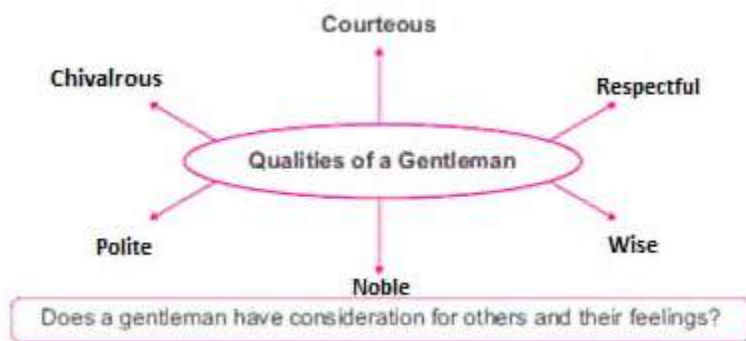 Courteous
Chivalrous
Respectful
Qualities of a Gentleman
Polite
Wise
Noble
Does a gentleman have consideration for others and their feelings?